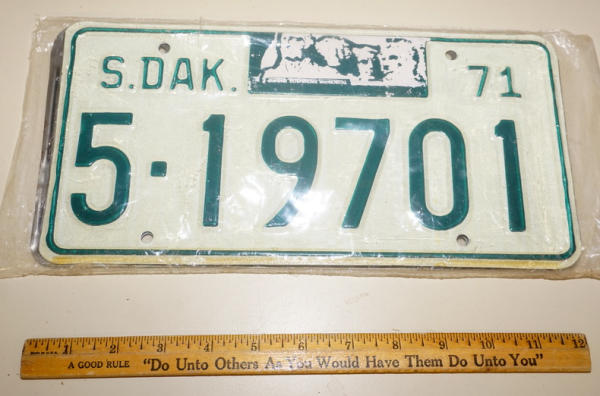 S.DAK. 71
5·19701
1 2 3 4 5 6 7 8 9 10 11 12
A GOOD RULE "Do Unto Others As You Would Have Them Do Unto You"